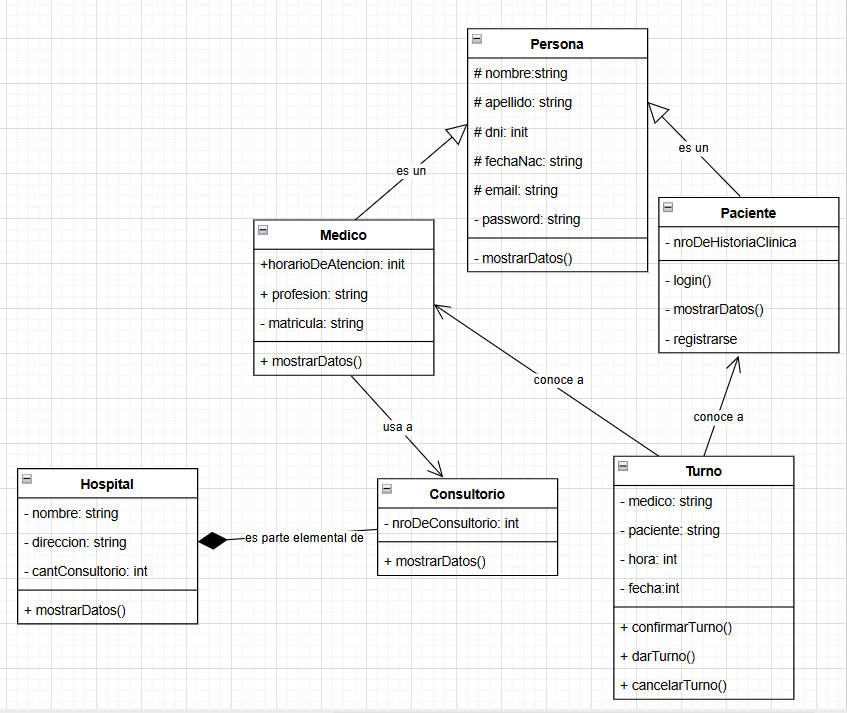 Persona
# nombre:string
# apellido: string
# dni: init
# fechaNac: string
# email: string
- password: string
- mostrarDatos()
es un
es un
Paciente
- nroDeHistoriaClinica
- login()
- mostrarDatos()
- registrarse
Medico
+horarioDeAtencion: init
+ profesion: string
- matricula: string
+ mostrarDatos()
conoce a
conoce a
usa a
Hospital
- nombre: string
- direccion: string
- cantConsultorio: int
+ mostrarDatos()
es parte elemental de
Consultorio
- nroDeConsultorio: int
+ mostrarDatos()
Turno
- medico: string
- paciente: string
- hora: int
- fecha:int
+ confirmarTurno()
+ darTurno()
+ cancelarTurno()